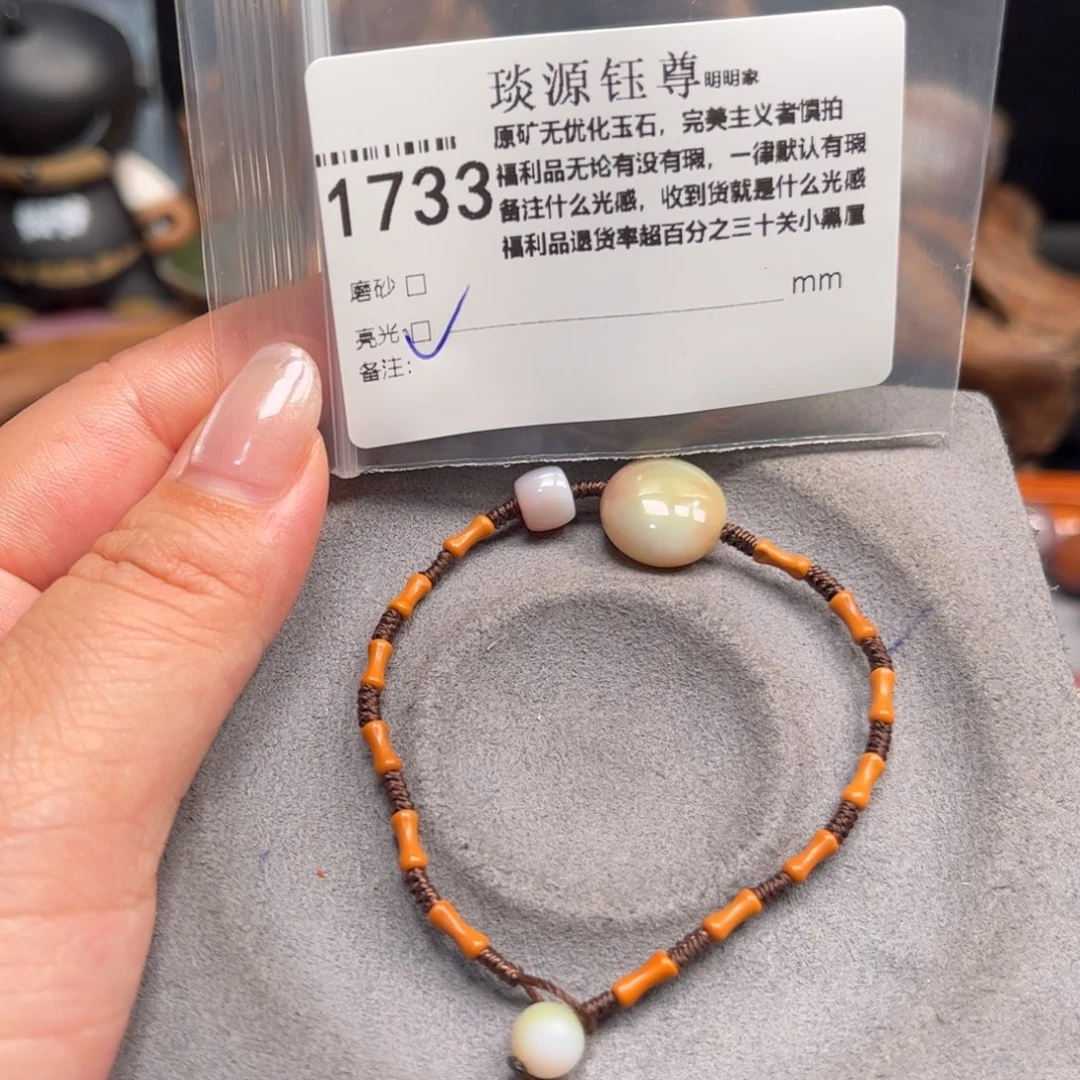 琰源钰尊明明家
原矿无优化玉石，完美主义者慎拍
1733
福利品无论有没有瑕，一律默认有瑕
备注什么光感，收到货就是什么光感
福利品退货率超百分之三十关小黑屋
磨砂□
mm
亮光:□
备注: